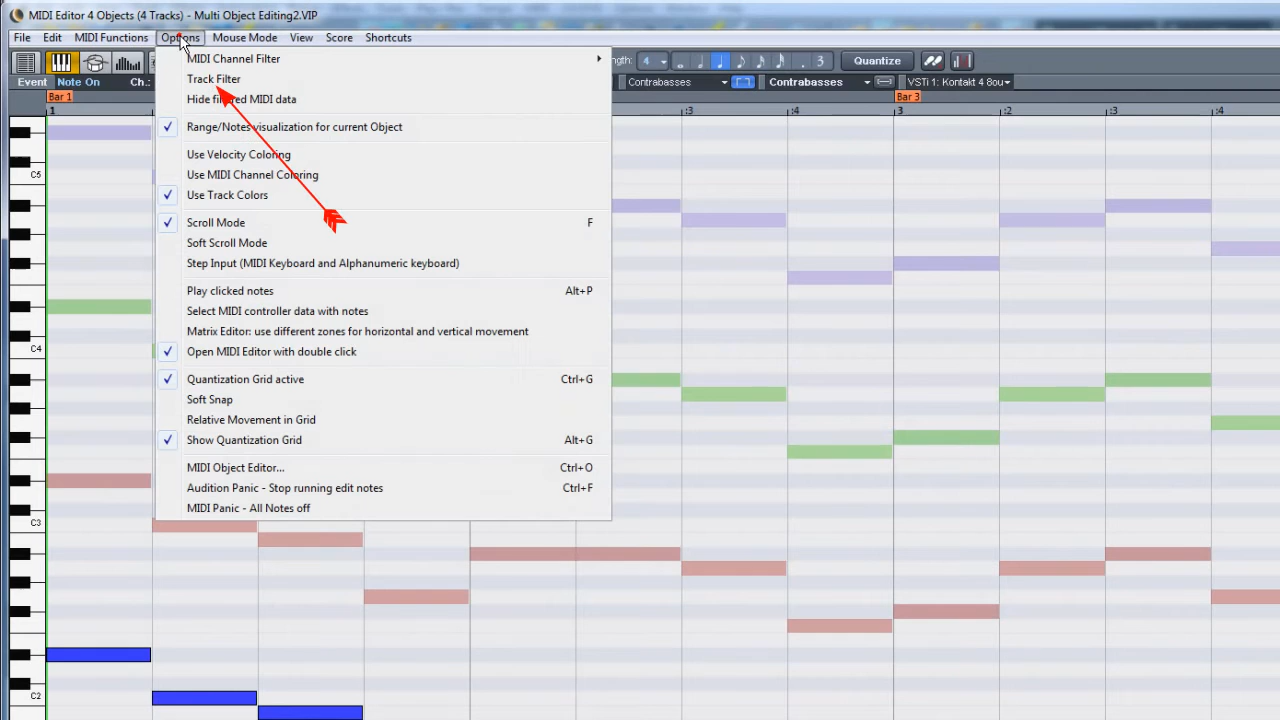 MIDI Editor 4 Objects (4 Tracks) - Multi Object Editing2.VIP
File Edit MIDI Functions Options Mouse Mode View Score Shortcuts
MIDI Channel Filter
Track Filter
Hide filtered MIDI data
Range/Notes visualization for current Object
Use Velocity Coloring
Use MIDI Channel Coloring
Use Track Colors
Scroll Mode F
Soft Scroll Mode
Step Input (MIDI Keyboard and Alphanumeric keyboard)
Play clicked notes Alt+P
Select MIDI controller data with notes
Matrix Editor: use different zones for horizontal and vertical movement
Open MIDI Editor with double click
Quantization Grid active Ctrl+G
Soft Snap
Relative Movement in Grid
Show Quantization Grid Alt+G
MIDI Object Editor... Ctrl+O
Audition Panic - Stop running edit notes Ctrl+F
MIDI Panic - All Notes off
4 3 Quantize
Event Note On Ch.: Contrabasses Contrabasses VSTi 1: Kontakt 4 8ou
Bar 1 Bar 3
1 :3 :4 3 :2 :3 :4
C5
C4
C3
C2